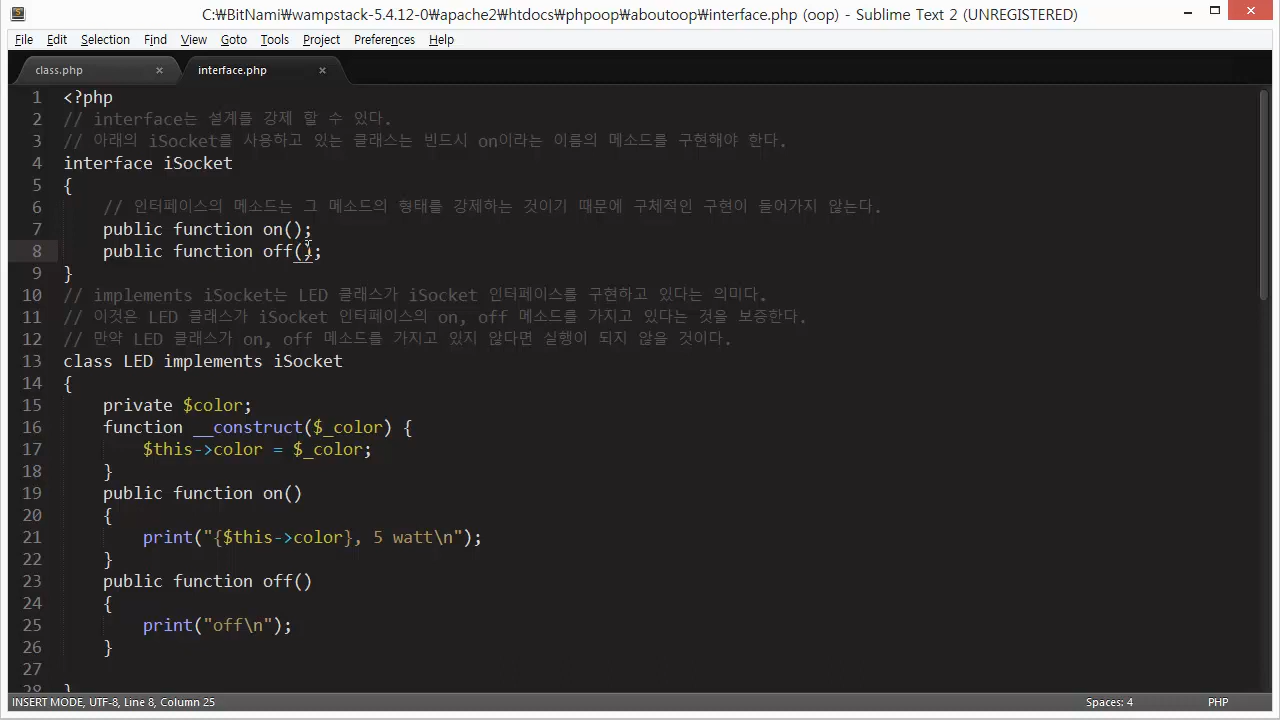 C:₩BitNami₩wampstack-5.4.12-0₩apache2₩htdocs₩phpoop₩aboutoop₩interface.php (oop) - Sublime Text 2 (UNREGISTERED)
File Edit Selection Find View Goto Tools Project Preferences Help
class.php × interface.php ×
1 <?php
2 // interface는 설계를 강제 할 수 있다.
3 // 아래의 iSocket를 사용하고 있는 클래스는 빈드시 on이라는 이름의 메소드를 구현해야 한다.
4 interface iSocket
5 {
6 // 인터페이스의 메소드는 그 메소드의 형태를 강제하는 것이기 때문에 구체적인 구현이 들어가지 않는다.
7 public function on();
8 public function off();
9 }
10 // implements iSocket는 LED 클래스가 iSocket 인터페이스를 구현하고 있다는 의미다.
11 // 이것은 LED 클래스가 iSocket 인터페이스의 on, off 메소드를 가지고 있다는 것을 보증한다.
12 // 만약 LED 클래스가 on, off 메소드를 가지고 있지 않다면 실행이 되지 않을 것이다.
13 class LED implements iSocket
14 {
15 private $color;
16 function __construct($_color) {
17 $this->color = $_color;
18 }
19 public function on()
20 {
21 print("{$this->color}, 5 watt\n");
22 }
23 public function off()
24 {
25 print("off\n");
26 }
27
28 }
INSERT MODE, UTF-8, Line 8, Column 25 Spaces: 4 PHP